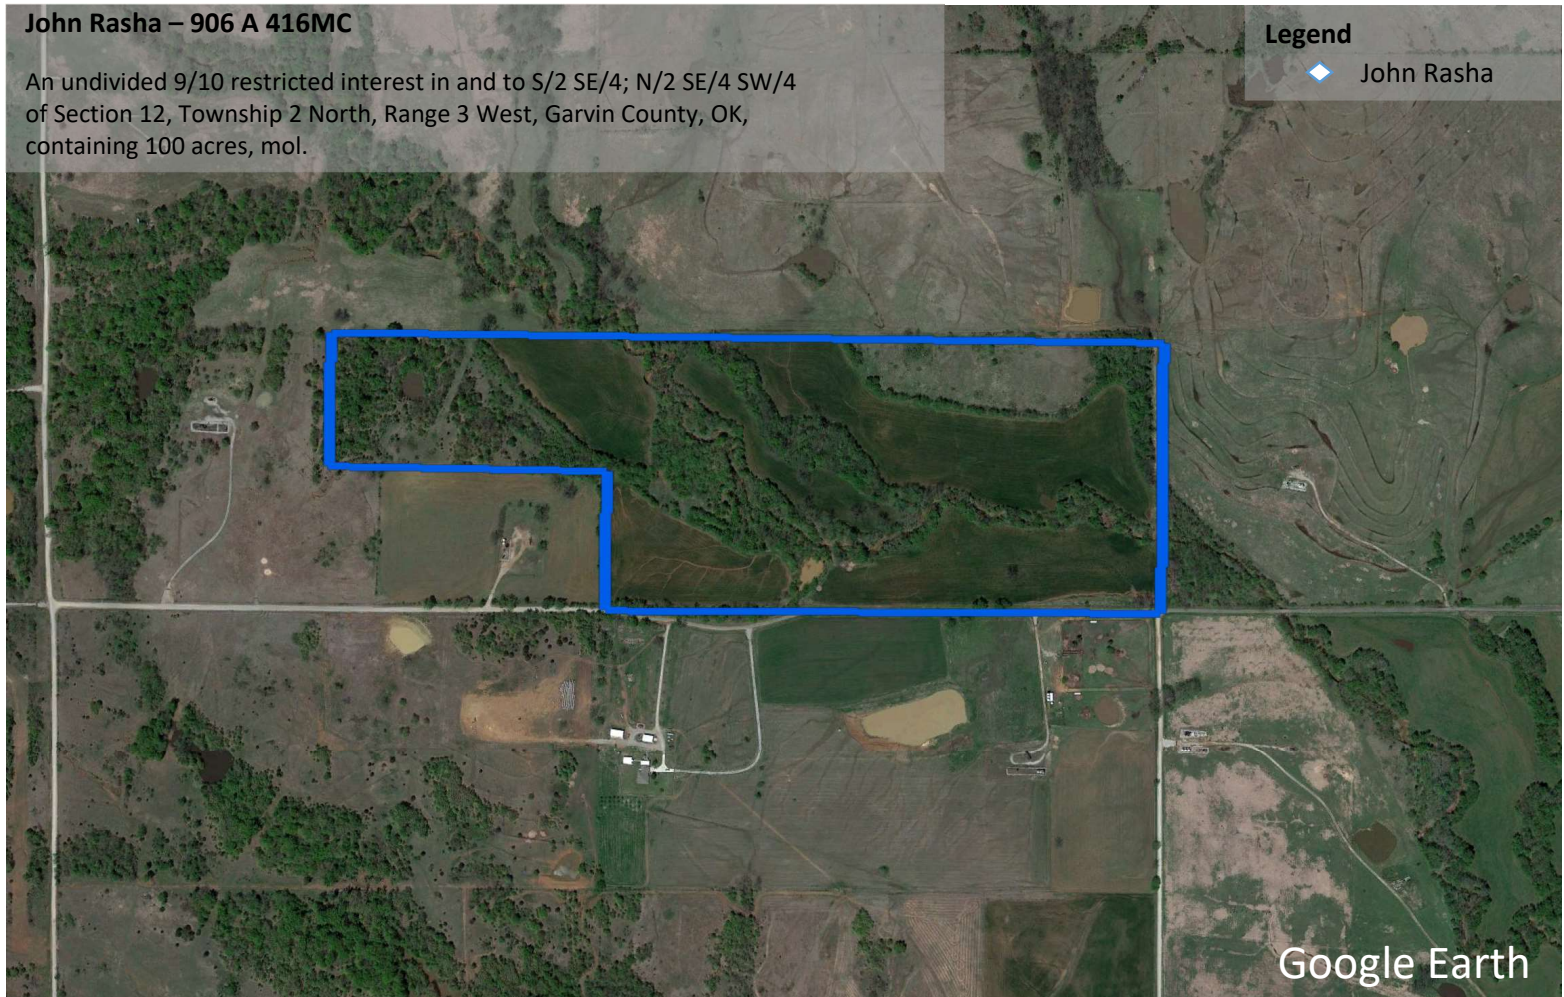 John Rasha – 906 A 416MC
An undivided 9/10 restricted interest in and to S/2 SE/4; N/2 SE/4 SW/4
of Section 12, Township 2 North, Range 3 West, Garvin County, OK,
containing 100 acres, mol.
Legend
John Rasha
Google Earth